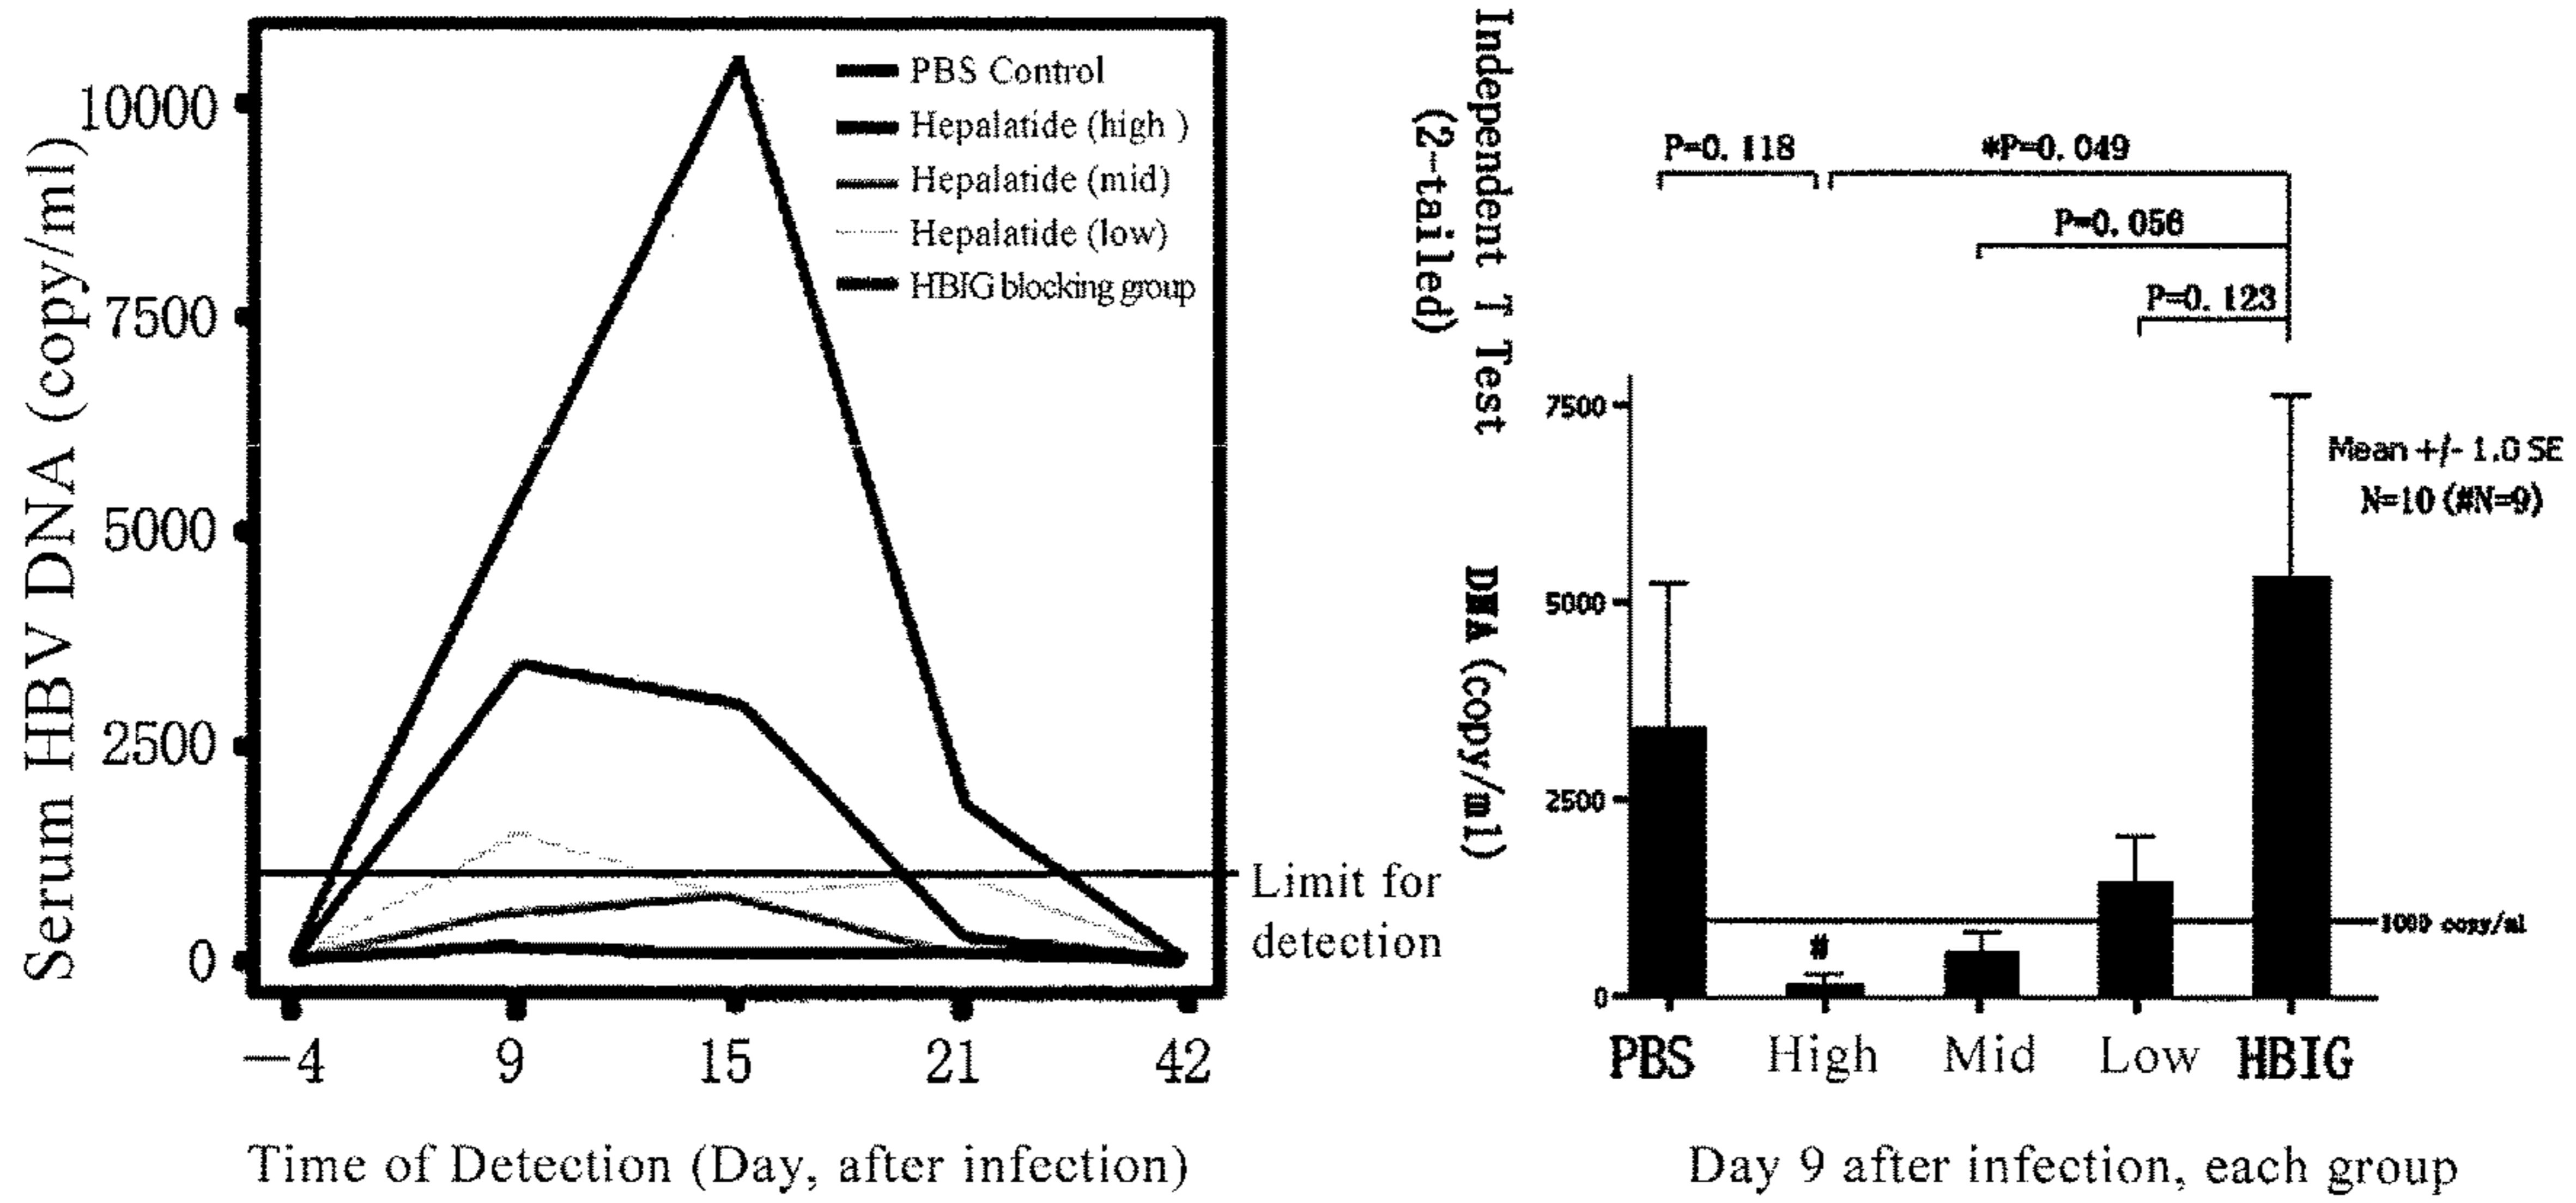 Serum HBV DNA (copy/ml)
10000
7500
5000
2500
0
PBS Control
Hepalatide (high )
Hepalatide (mid)
Hepalatide (low)
HBIG blocking group
Limit for
detection
−4 9 15 21 42
Time of Detection (Day, after infection)
Independent T Test
(2-tailed)
P=0.118
*P=0.049
P=0.056
P=0.123
DNA (copy/ml)
7500
5000
2500
0
Mean +/- 1.0 SE
N=10 (#N=9)
#
1000 copy/ml
PBS High Mid Low HBIG
Day 9 after infection, each group